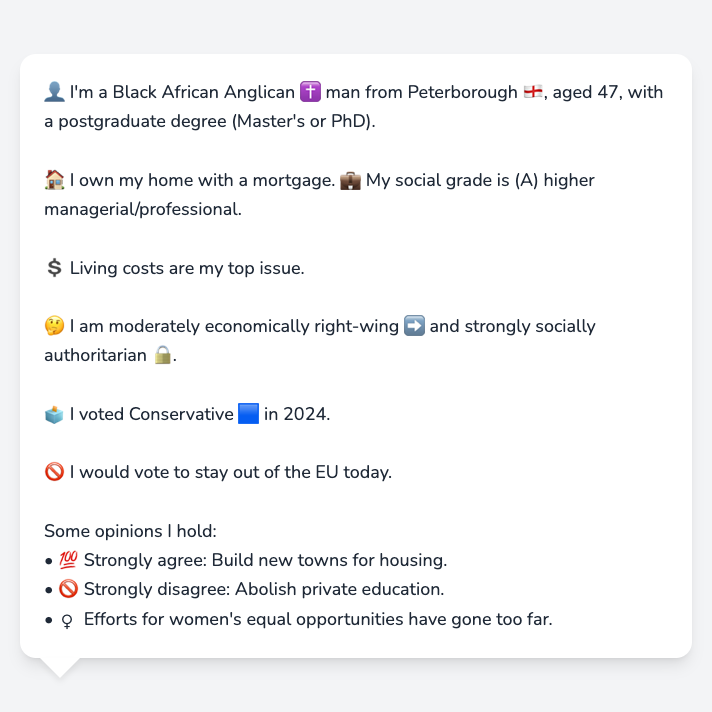 👤 I'm a Black African Anglican ✝️ man from Peterborough 🏴󠁧󠁢󠁥󠁮󠁧󠁿, aged 47, with
a postgraduate degree (Master's or PhD).
🏠 I own my home with a mortgage. 💼 My social grade is (A) higher
managerial/professional.
💲 Living costs are my top issue.
🤔 I am moderately economically right-wing ➡️ and strongly socially
authoritarian 🔒.
🗳️ I voted Conservative 🟦 in 2024.
🚫 I would vote to stay out of the EU today.
Some opinions I hold:
• 💯 Strongly agree: Build new towns for housing.
• 🚫 Strongly disagree: Abolish private education.
• ♀ Efforts for women's equal opportunities have gone too far.